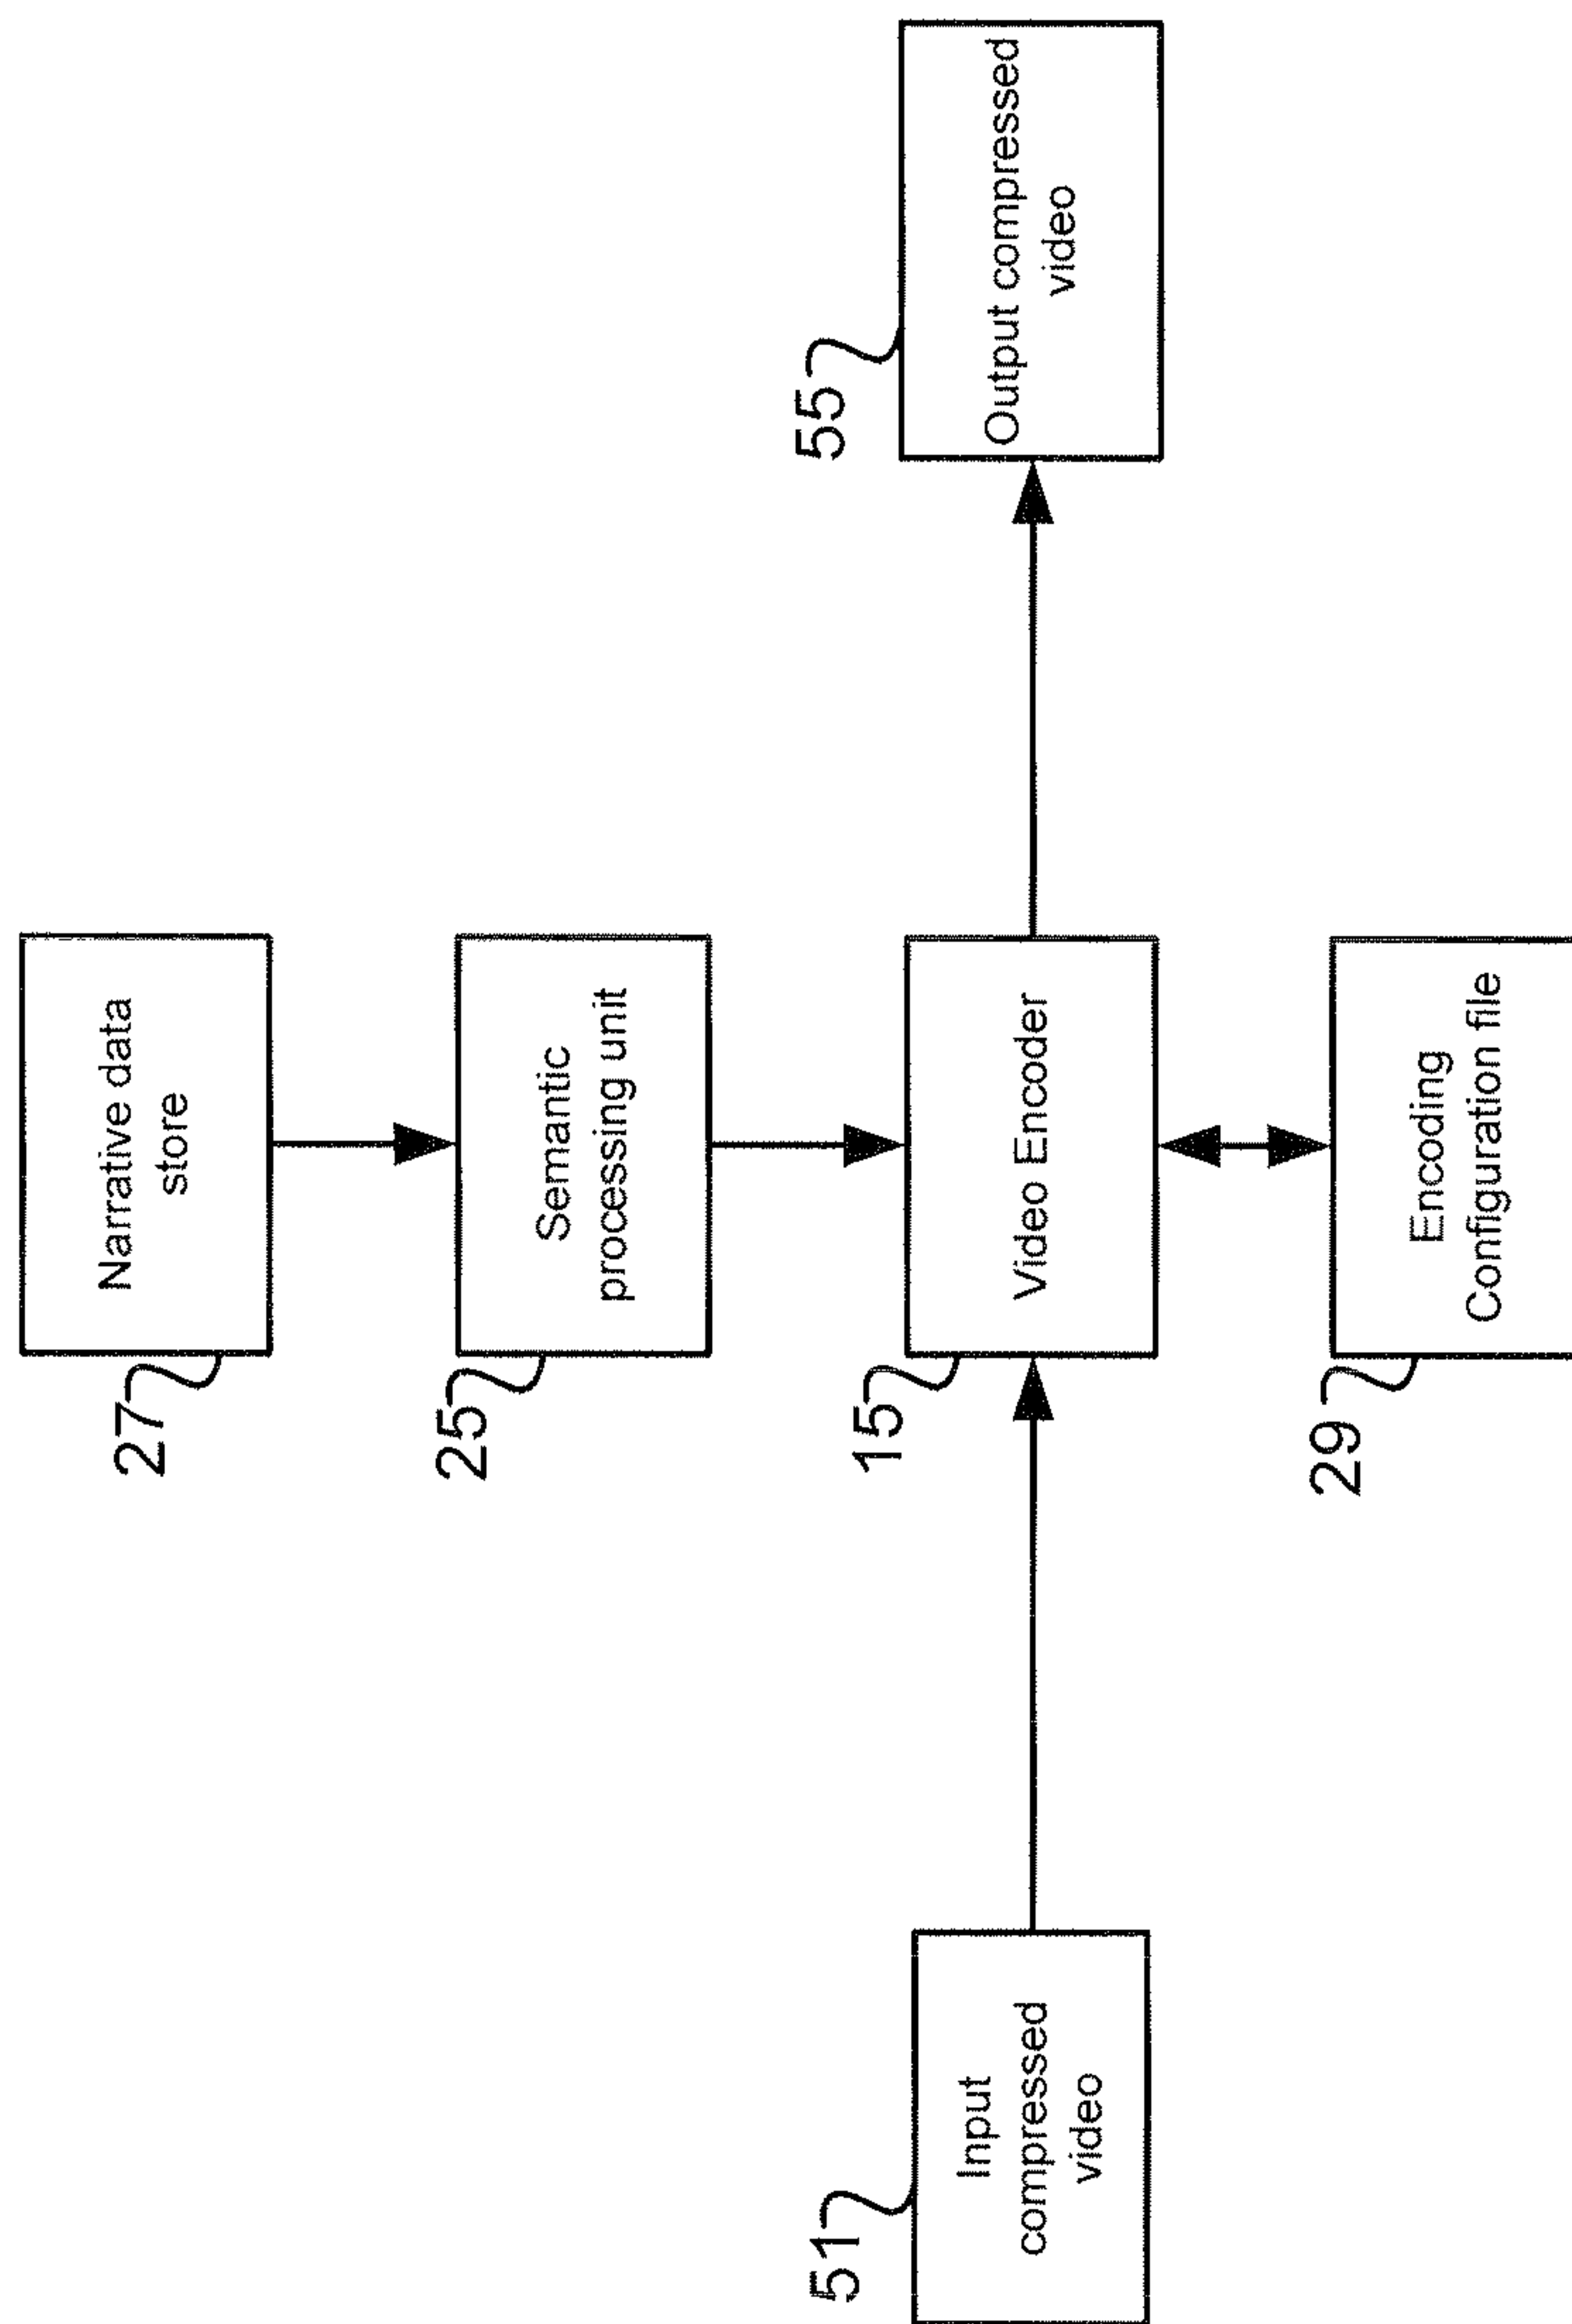 27
Narrative data
store
25
Semantic
processing unit
51
Input
compressed
video
15
Video Encoder
55
Output compressed
video
29
Encoding
Configuration file